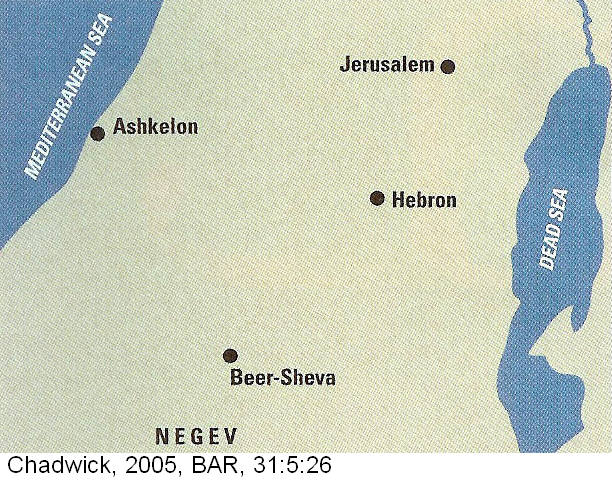 MEDITERRANEAN SEA
Jerusalem
Ashkelon
Hebron
DEAD SEA
Beer-Sheva
NEGEV
Chadwick, 2005, BAR, 31:5:26